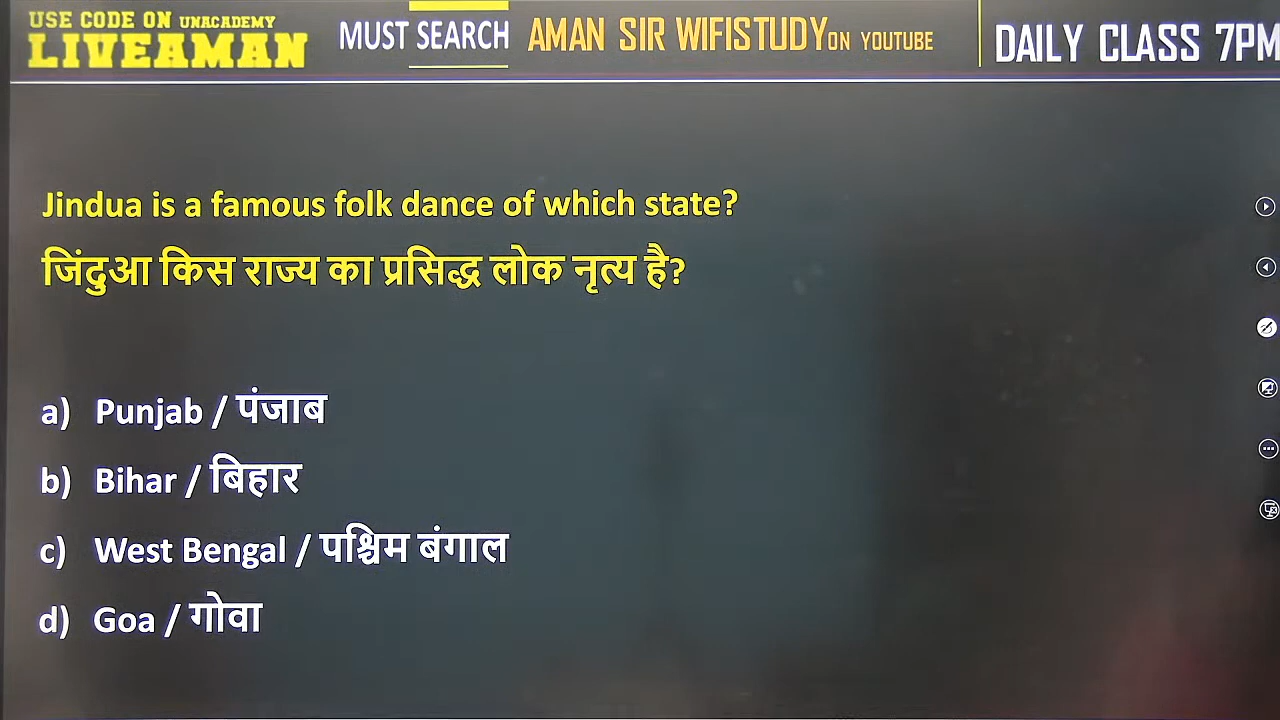 USE CODE ON UNACADEMY
LIVEAMAN
MUST SEARCH AMAN SIR WIFISTUDY ON YOUTUBE
DAILY CLASS 7PM
Jindua is a famous folk dance of which state?
जिंदुआ किस राज्य का प्रसिद्ध लोक नृत्य है?
a) Punjab / पंजाब
b) Bihar / बिहार
c) West Bengal / पश्चिम बंगाल
d) Goa / गोवा